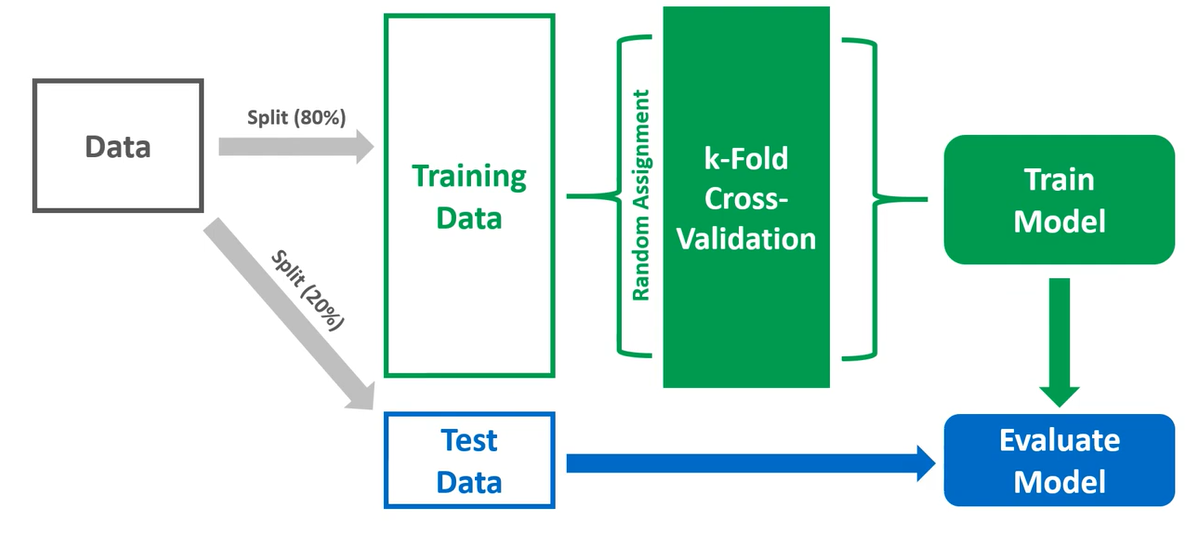 Data
Split (80%)
Split (20%)
Training
Data
Random Assignment
k-Fold
Cross-
Validation
Train
Model
Test
Data
Evaluate
Model